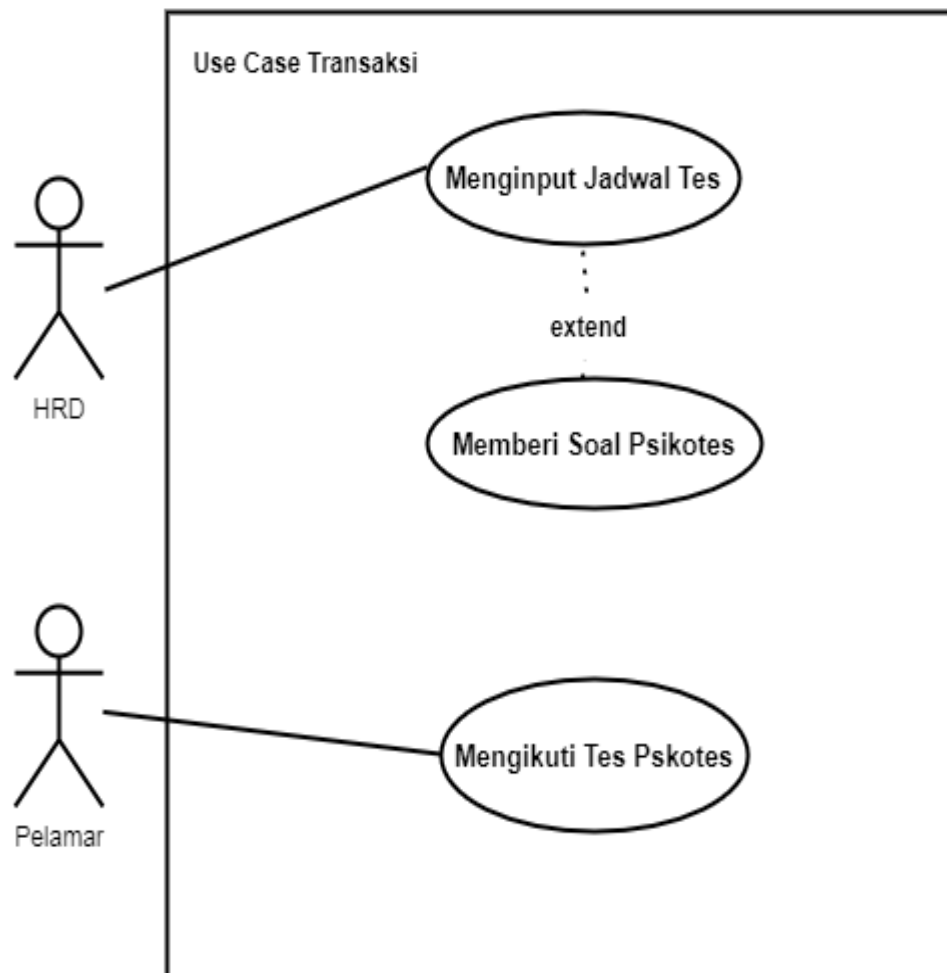 Use Case Transaksi
Menginput Jadwal Tes
extend
HRD
Memberi Soal Psikotes
Mengikuti Tes Pskotes
Pelamar